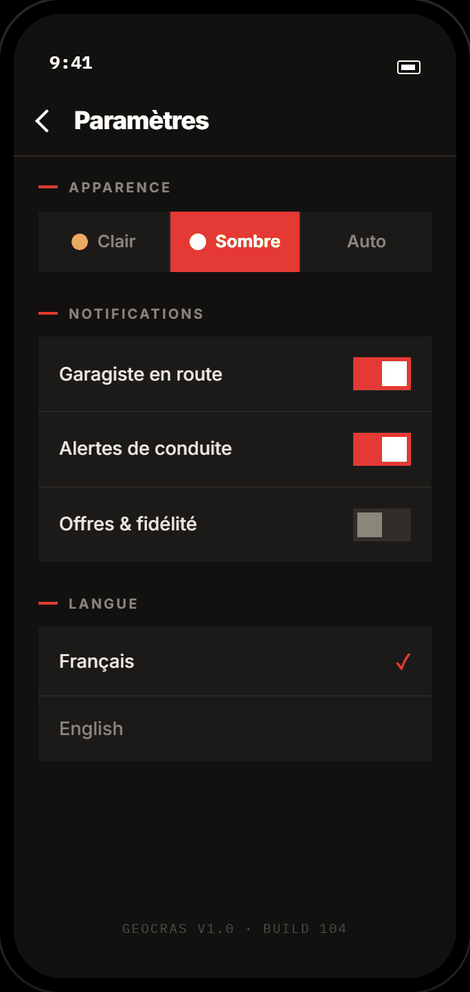 9:41
Paramètres
APPARENCE
Clair Sombre Auto
NOTIFICATIONS
Garagiste en route
Alertes de conduite
Offres & fidélité
LANGUE
Français ✓
English
GEOCRAS V1.0 · BUILD 104